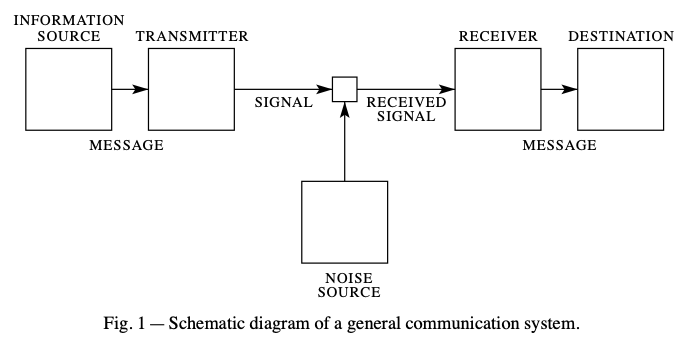 INFORMATION
SOURCE
TRANSMITTER
RECEIVER
DESTINATION
SIGNAL
RECEIVED
SIGNAL
MESSAGE
MESSAGE
NOISE
SOURCE
Fig. 1 — Schematic diagram of a general communication system.